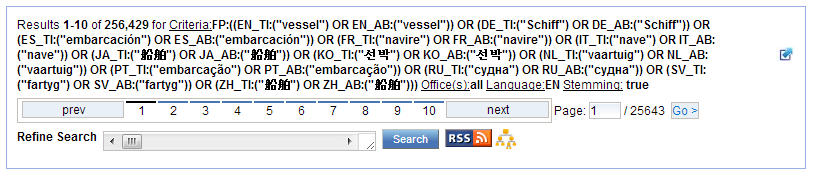 Results 1-10 of 256,429 for Criteria:FP:((EN_TI:("vessel") OR EN_AB:("vessel")) OR (DE_TI:("Schiff") OR DE_AB:("Schiff")) OR
(ES_TI:("embarcación") OR ES_AB:("embarcación")) OR (FR_TI:("navire") OR FR_AB:("navire")) OR (IT_TI:("nave") OR IT_AB:
("nave")) OR (JA_TI:("船舶") OR JA_AB:("船舶")) OR (KO_TI:("선박") OR KO_AB:("선박")) OR (NL_TI:("vaartuig") OR NL_AB:
("vaartuig")) OR (PT_TI:("embarcação") OR PT_AB:("embarcação")) OR (RU_TI:("судна") OR RU_AB:("судна")) OR (SV_TI:
("fartyg") OR SV_AB:("fartyg")) OR (ZH_TI:("船舶") OR ZH_AB:("船舶"))) Office(s):all Language:EN Stemming: true
prev 1 2 3 4 5 6 7 8 9 10 next Page: 1 / 25643 Go >
Refine Search Search RSS